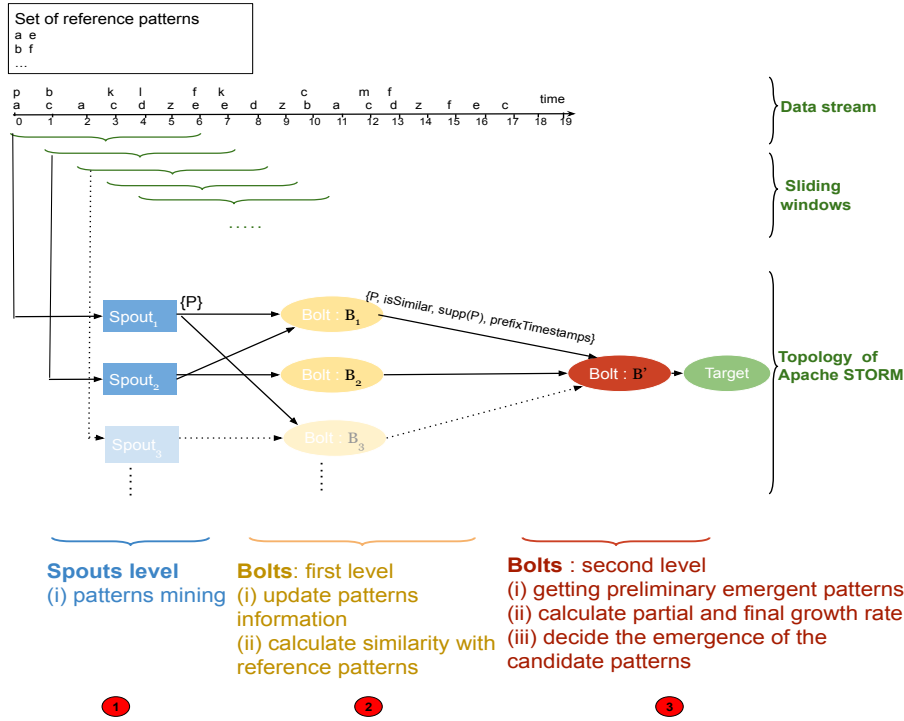 Set of reference patterns
a e
b f
...
p b k l f k c m f
a c a c d z e e d z b a c d z f e c time
0 1 2 3 4 5 6 7 8 9 10 11 12 13 14 15 16 17 18 19
Data stream
Sliding
windows
.....
{P}
{P, isSimilar, supp(P), prefixTimestamps}
Spout1 Bolt : B1
Spout2 Bolt : B2 Bolt : B' Target
Topology of
Apache STORM
Spout3 Bolt : B3
Spouts level
(i) patterns mining
Bolts: first level
(i) update patterns
information
(ii) calculate similarity with
reference patterns
Bolts : second level
(i) getting preliminary emergent patterns
(ii) calculate partial and final growth rate
(iii) decide the emergence of the
candidate patterns
1 2 3